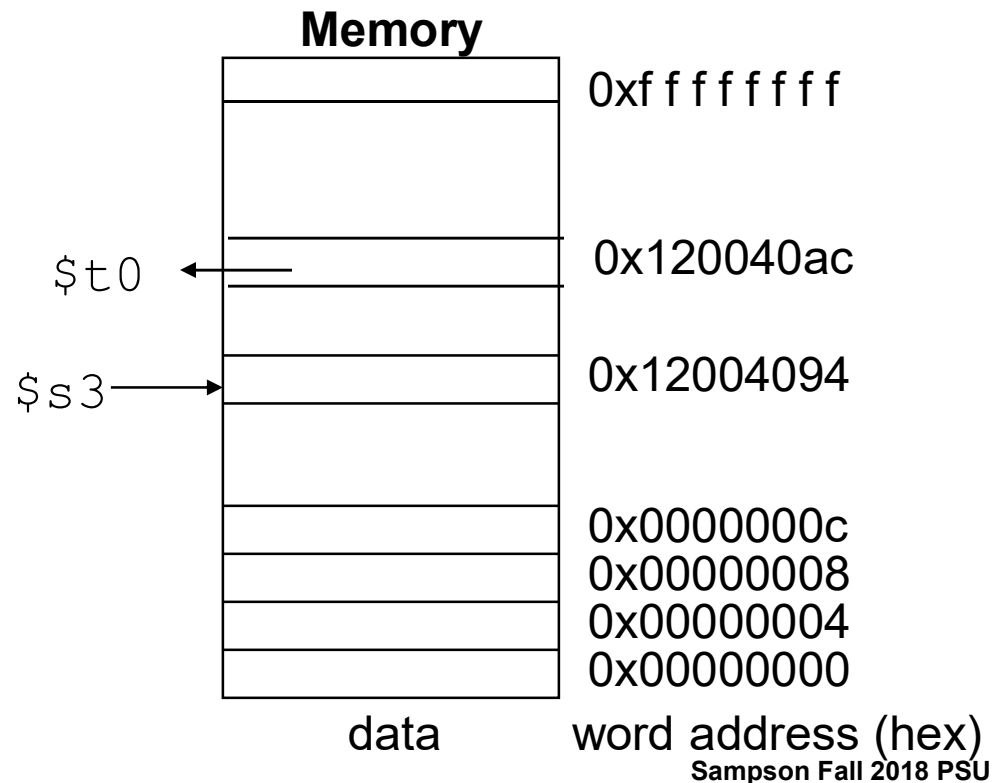 Memory
0xf f f f f f f f
$t0
0x120040ac
$s3
0x12004094
0x0000000c
0x00000008
0x00000004
0x00000000
data
word address (hex)
Sampson Fall 2018 PSU